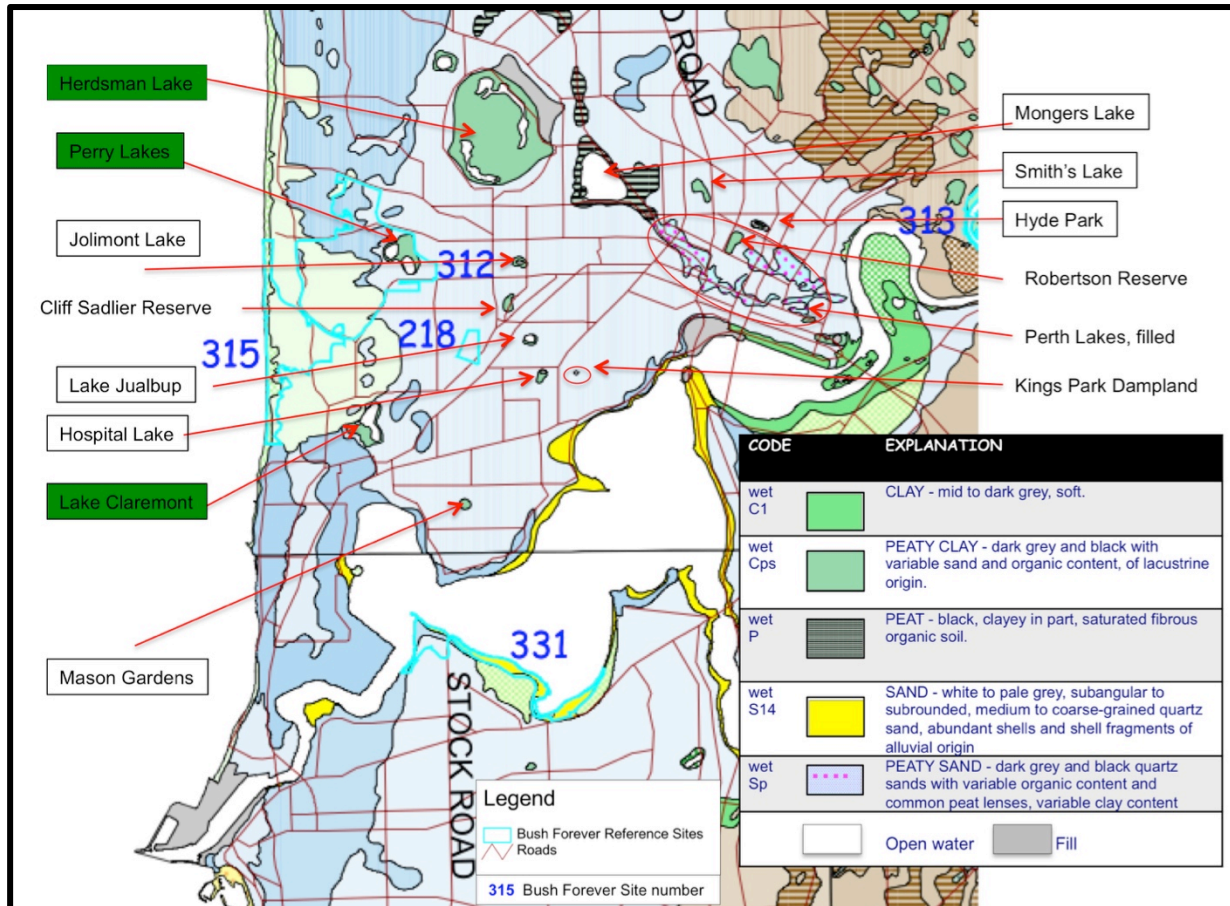 Herdsman Lake
Perry Lakes
Jolimont Lake
Cliff Sadlier Reserve
Lake Jualbup
Hospital Lake
Lake Claremont
Mason Gardens
O ROAD
Mongers Lake
Smith's Lake
Hyde Park
Robertson Reserve
Perth Lakes, filled
Kings Park Dampland
312
313
218
315
331
STOCK ROAD
Legend
Bush Forever Reference Sites
Roads
315 Bush Forever Site number
CODE EXPLANATION
wet
C1
CLAY - mid to dark grey, soft.
wet
Cps
PEATY CLAY - dark grey and black with
variable sand and organic content, of lacustrine
origin.
wet
P
PEAT - black, clayey in part, saturated fibrous
organic soil.
wet
S14
SAND - white to pale grey, subangular to
subrounded, medium to coarse-grained quartz
sand, abundant shells and shell fragments of
alluvial origin
wet
Sp
PEATY SAND - dark grey and black quartz
sands with variable organic content and
common peat lenses, variable clay content
Open water
Fill